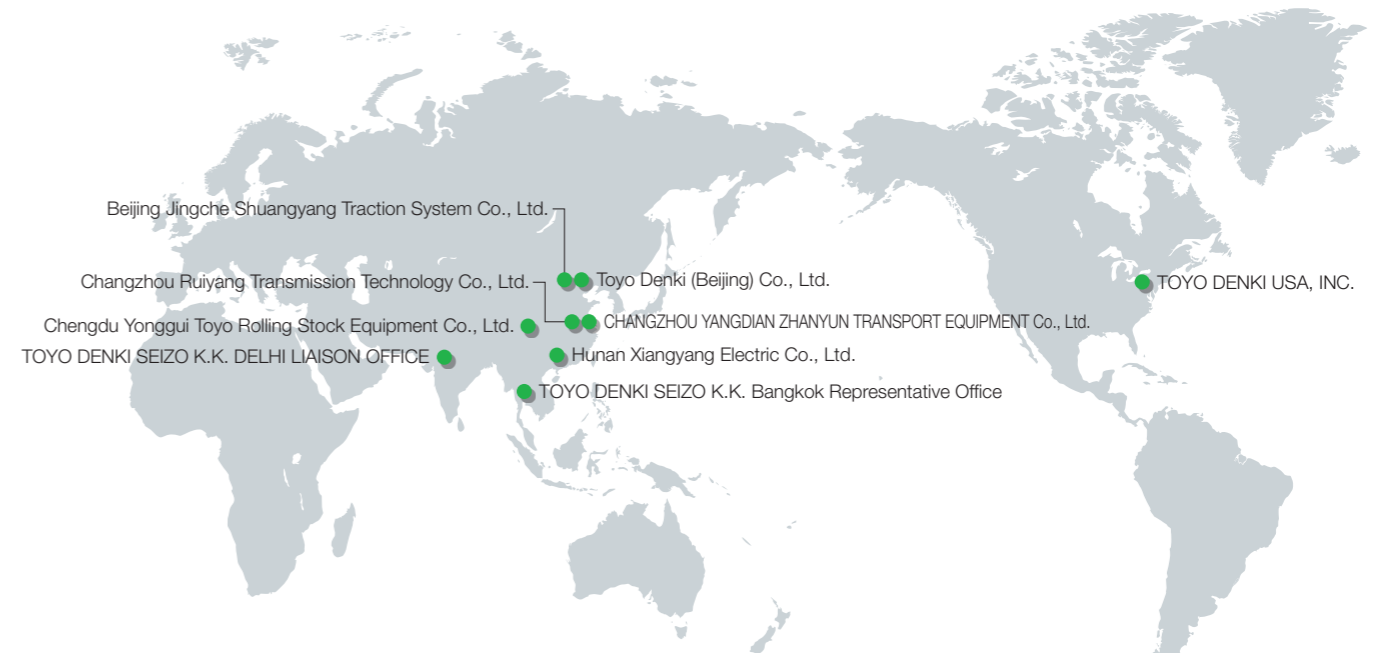 Beijing Jingche Shuangyang Traction System Co., Ltd.
Changzhou Ruiyang Transmission Technology Co., Ltd.
Toyo Denki (Beijing) Co., Ltd.
TOYO DENKI USA, INC.
Chengdu Yonggui Toyo Rolling Stock Equipment Co., Ltd.
CHANGZHOU YANGDIAN ZHANYUN TRANSPORT EQUIPMENT Co., Ltd.
TOYO DENKI SEIZO K.K. DELHI LIAISON OFFICE
Hunan Xiangyang Electric Co., Ltd.
TOYO DENKI SEIZO K.K. Bangkok Representative Office